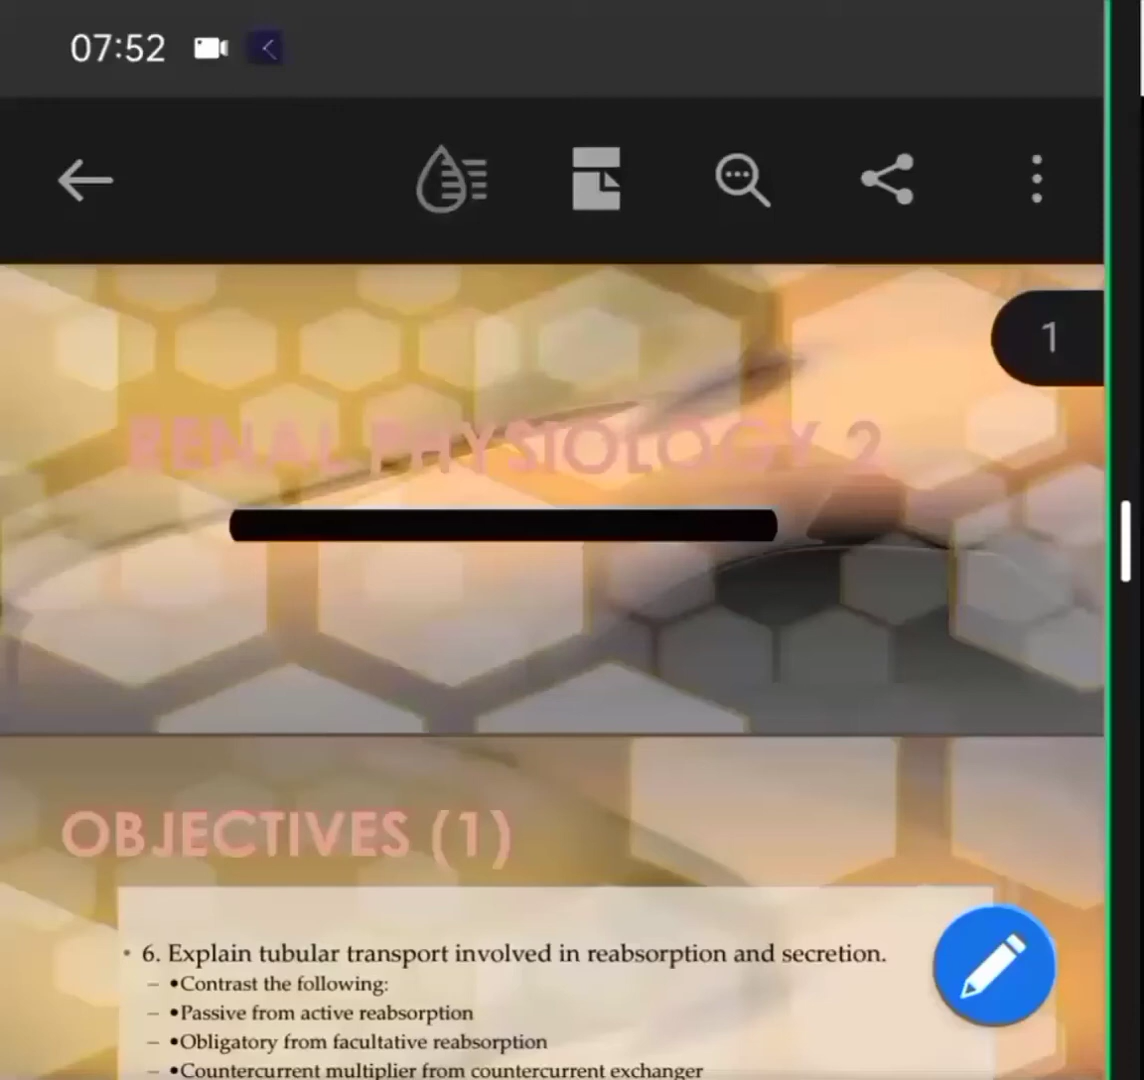 07:52
1
RENAL PHYSIOLOGY 2
OBJECTIVES (1)
• 6. Explain tubular transport involved in reabsorption and secretion.
– •Contrast the following:
– •Passive from active reabsorption
– •Obligatory from facultative reabsorption
– •Countercurrent multiplier from countercurrent exchanger